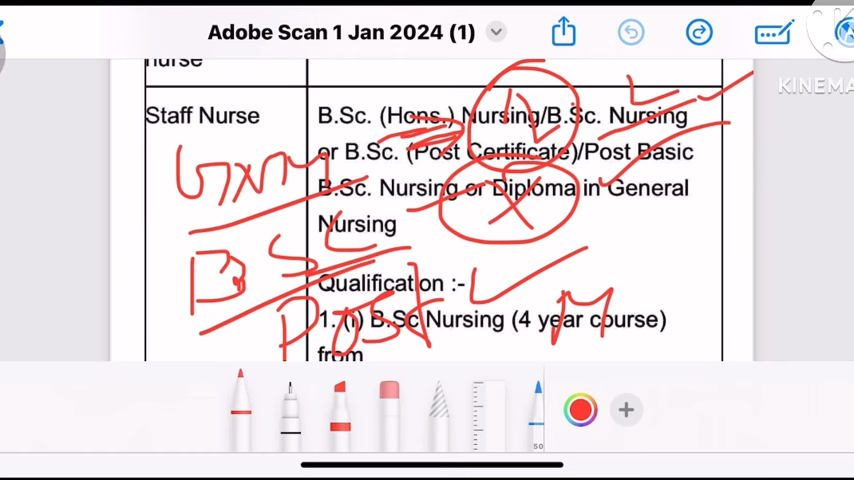 Adobe Scan 1 Jan 2024 (1)
KINEMA
nurse
Staff Nurse
B.Sc. (Hons.) Nursing/B.Sc. Nursing
or B.Sc. (Post Certificate)/Post Basic
B.Sc. Nursing or Diploma in General
Nursing
GNM
BSC
Post
M
Qualification :-
1. (i) B.Sc Nursing (4 year course)
from
50